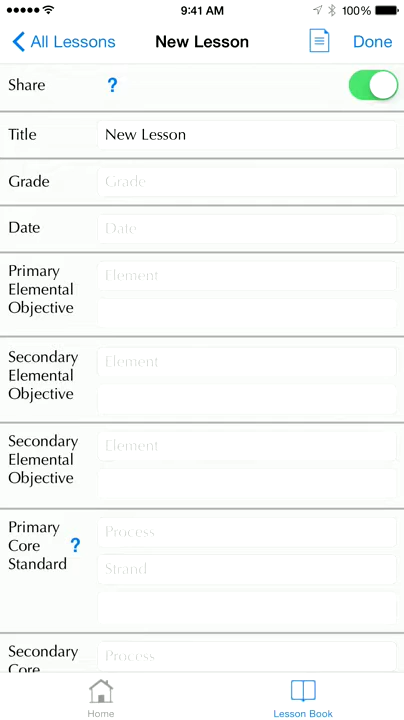 9:41 AM 100%
All Lessons New Lesson Done
Share ?
Title New Lesson
Grade Grade
Date Date
Primary Element
Elemental
Objective
Secondary Element
Elemental
Objective
Secondary Element
Elemental
Objective
Primary Process
Core ?
Standard Strand
Secondary Process
Core
Home Lesson Book